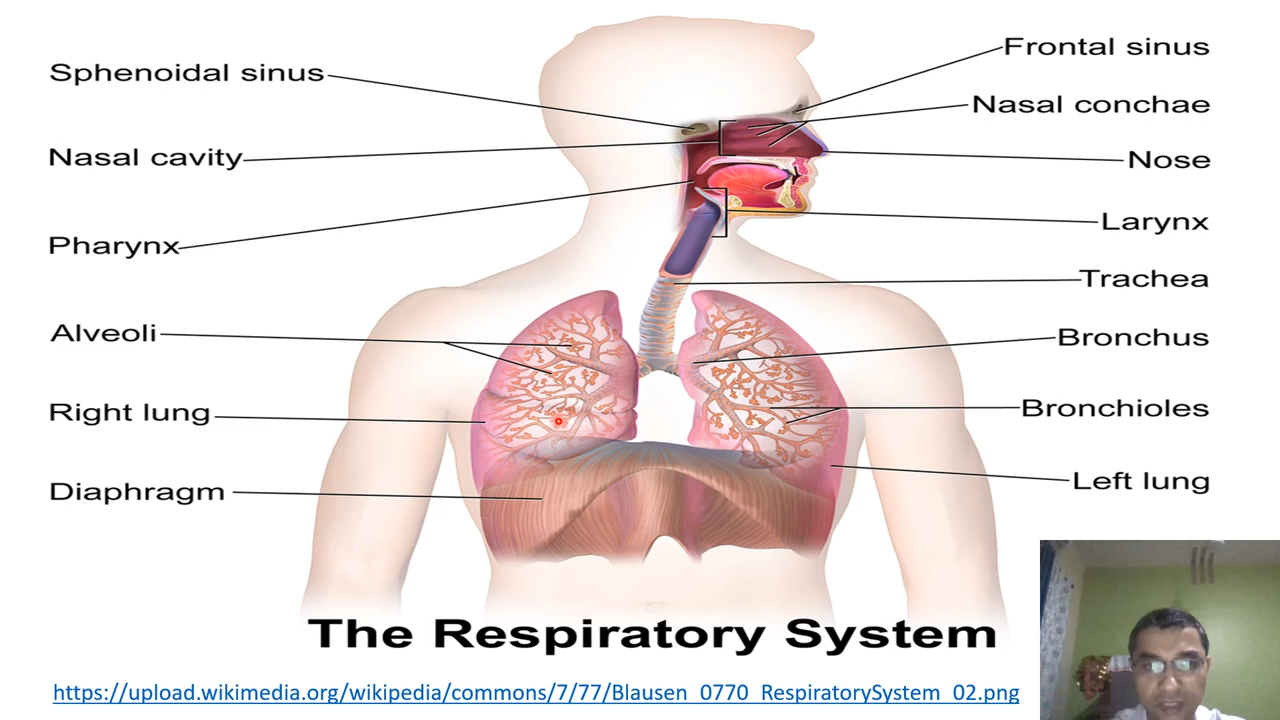 Sphenoidal sinus
Nasal cavity
Pharynx
Alveoli
Right lung
Diaphragm
Frontal sinus
Nasal conchae
Nose
Larynx
Trachea
Bronchus
Bronchioles
Left lung
The Respiratory System
https://upload.wikimedia.org/wikipedia/commons/7/77/Blausen_0770_RespiratorySystem_02.png